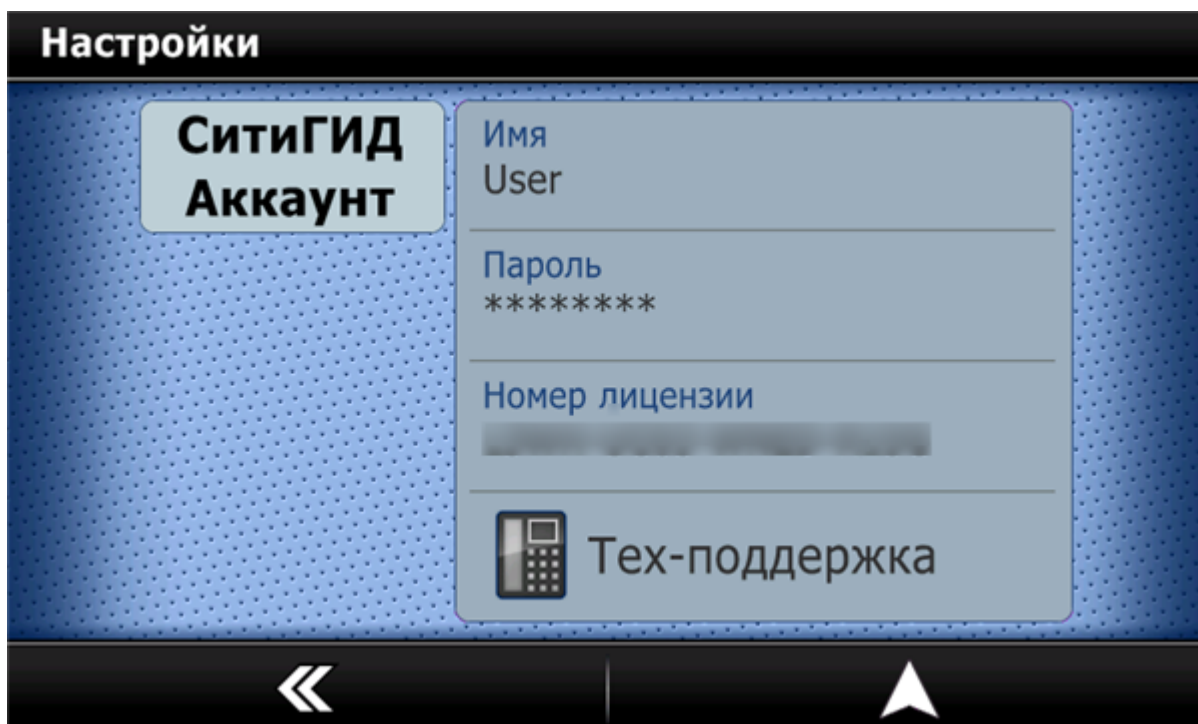 Настройки
СитиГИД
Аккаунт
Имя
User
Пароль
********
Номер лицензии
Тех-поддержка